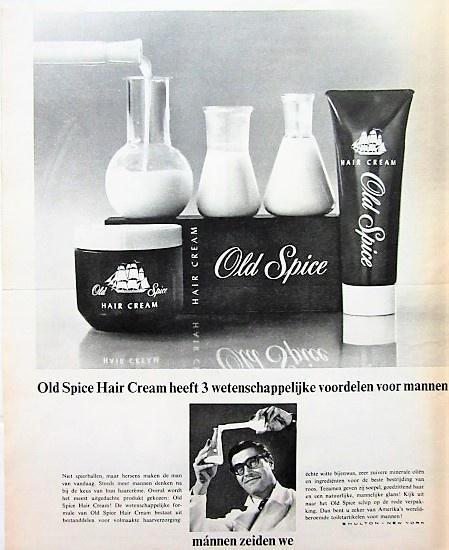 HAIR CREAM
Old Spice
Old Spice
HAIR CREAM
HAIR CREAM
Old Spice
Old Spice Hair Cream heeft 3 wetenschappelijke voordelen voor mannen
Niet spierballen, maar hersens maken de man
van vandaag. Steeds meer mannen denken na
bij de keus van hun haarcrème. Overal wordt
het meest uitgedachte produkt gekozen: Old
Spice Hair Cream! De wetenschappelijke for-
mule van Old Spice Hair Cream bestaat uit
bestanddelen voor volmaakte haarverzorging:
échte witte bijenwas, zeer zuivere minerale oliën
en ingrediënten voor de beste bestrijding van
roos. Tezamen geven zij soepel, goedzittend haar
en een natuurlijke, mannelijke glans! Kijk uit
naar het Old Spice schip op de rode verpak-
king. Dan bent u zeker van Amerika's wereld-
beroemde toiletartikelen voor mannen!
SHULTON - NEW YORK
mánnen zeiden we